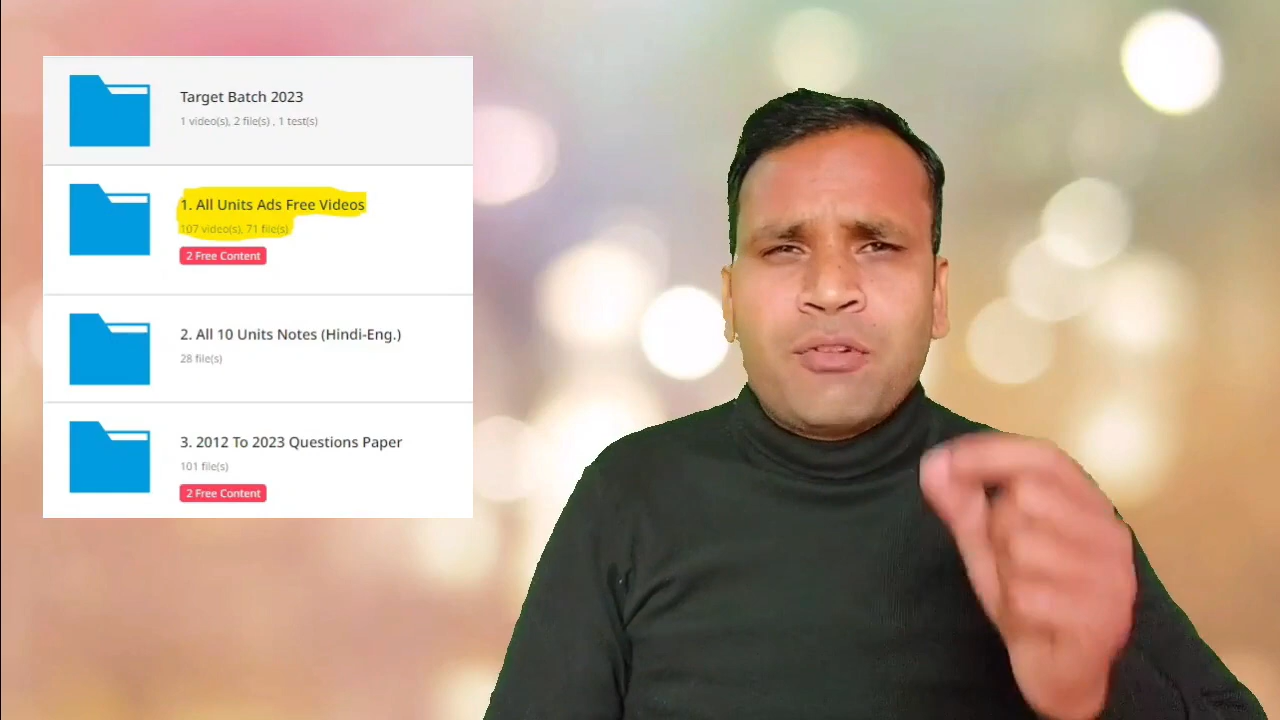 Target Batch 2023
1 video(s), 2 file(s) , 1 test(s)
1. All Units Ads Free Videos
107 video(s), 71 file(s)
2 Free Content
2. All 10 Units Notes (Hindi-Eng.)
28 file(s)
3. 2012 To 2023 Questions Paper
101 file(s)
2 Free Content